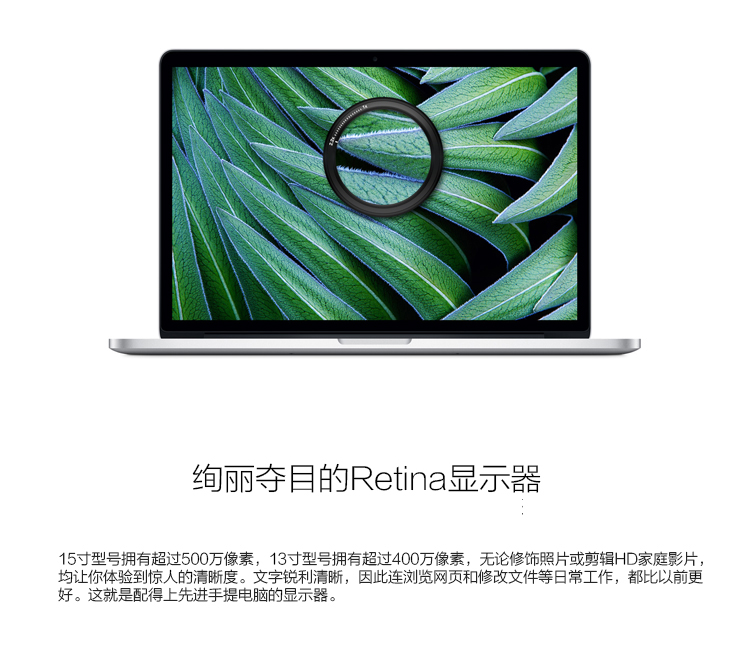 绚丽夺目的Retina显示器
15寸型号拥有超过500万像素，13寸型号拥有超过400万像素，无论修饰照片或剪辑HD家庭影片，
均让你体验到惊人的清晰度。文字锐利清晰，因此连浏览网页和修改文件等日常工作，都比以前更
好。这就是配得上先进手提电脑的显示器。